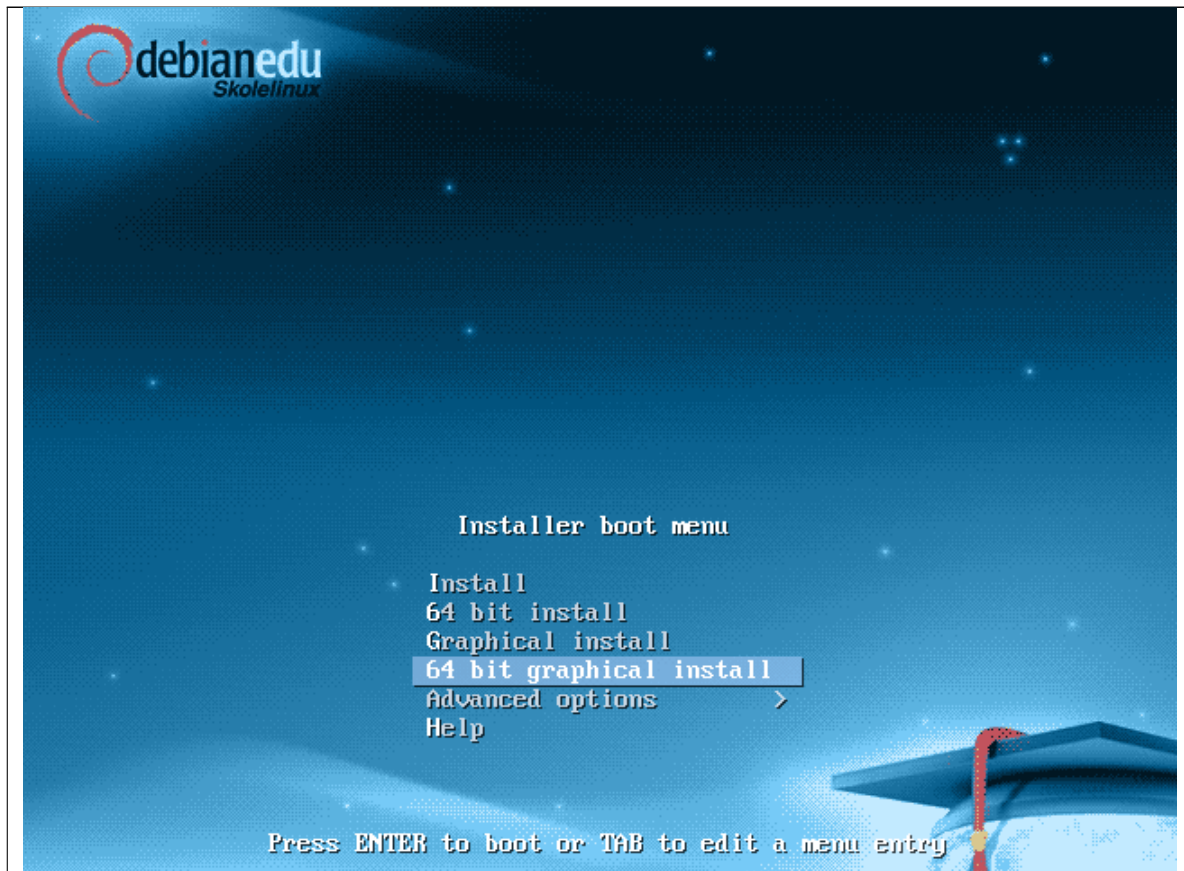 debianedu
Skolelinux
Installer boot menu
Install
64 bit install
Graphical install
64 bit graphical install
Advanced options >
Help
Press ENTER to boot or TAB to edit a menu entry